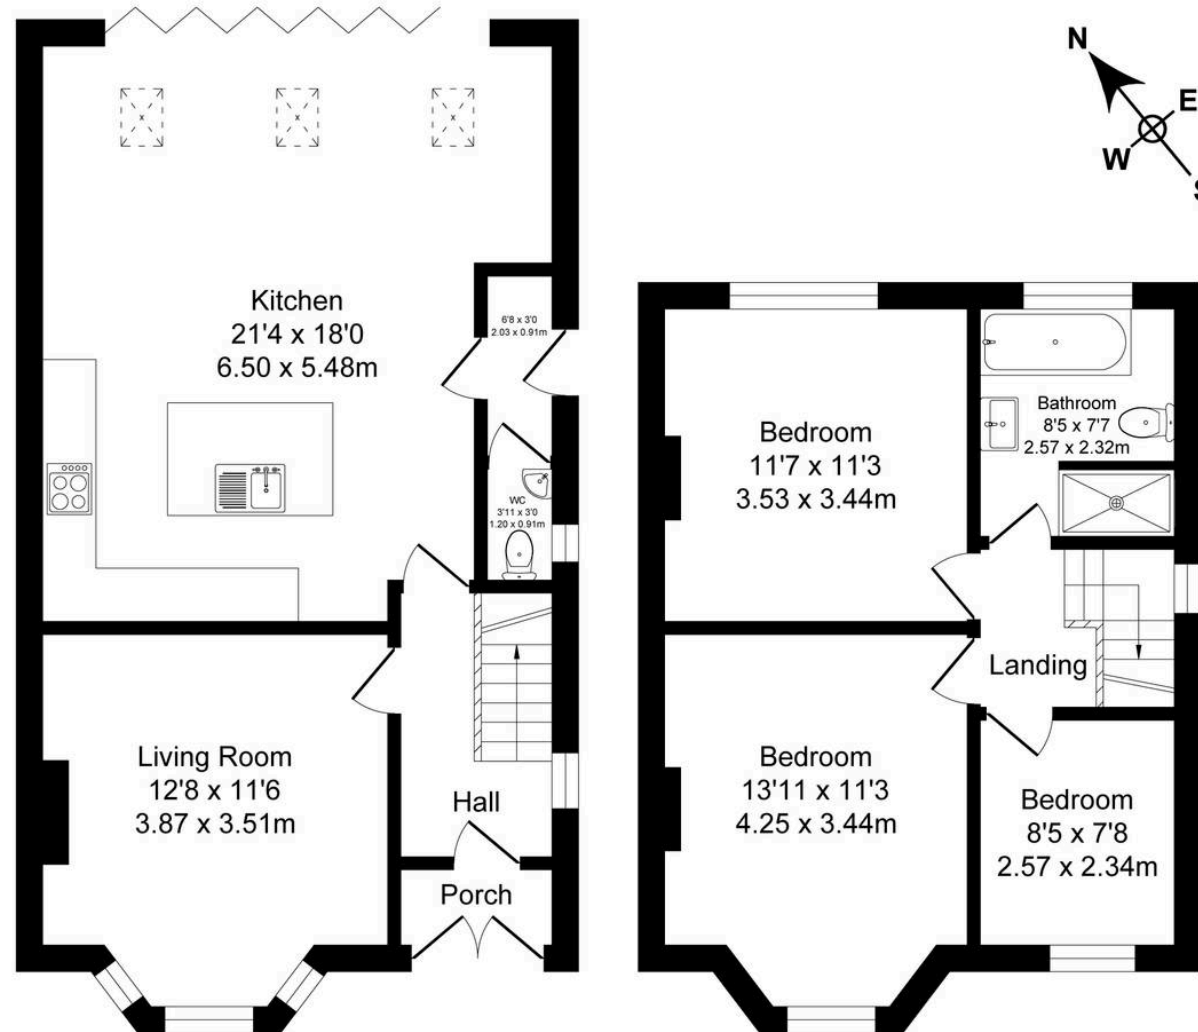 N
E
W
S
Kitchen
21'4 x 18'0
6.50 x 5.48m
6'8 x 3'0
2.03 x 0.91m
WC
3'11 x 3'0
1.20 x 0.91m
Living Room
12'8 x 11'6
3.87 x 3.51m
Hall
Porch
Bedroom
11'7 x 11'3
3.53 x 3.44m
Bathroom
8'5 x 7'7
2.57 x 2.32m
Landing
Bedroom
13'11 x 11'3
4.25 x 3.44m
Bedroom
8'5 x 7'8
2.57 x 2.34m